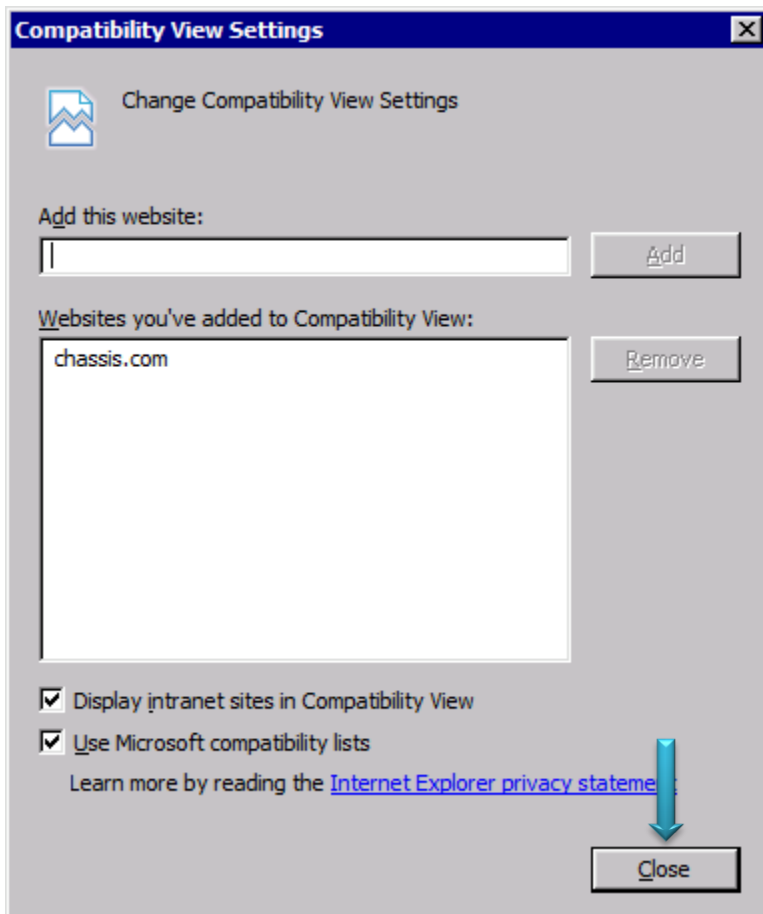 Compatibility View Settings
Change Compatibility View Settings
Add this website:
Add
Websites you've added to Compatibility View:
chassis.com
Remove
Display intranet sites in Compatibility View
Use Microsoft compatibility lists
Learn more by reading the Internet Explorer privacy statement
Close